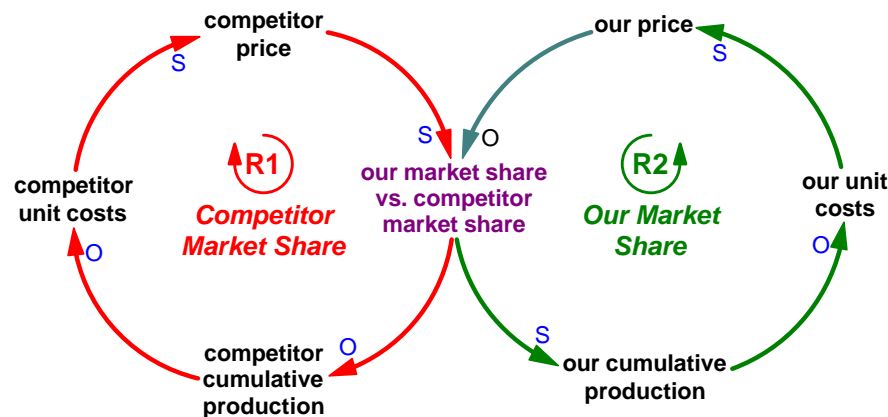 competitor
price
our price
S
S
S
O
R1
R2
competitor
unit costs
our market share
vs. competitor
market share
our unit
costs
Competitor
Market Share
Our Market
Share
O
O
S
O
competitor
cumulative
production
our cumulative
production